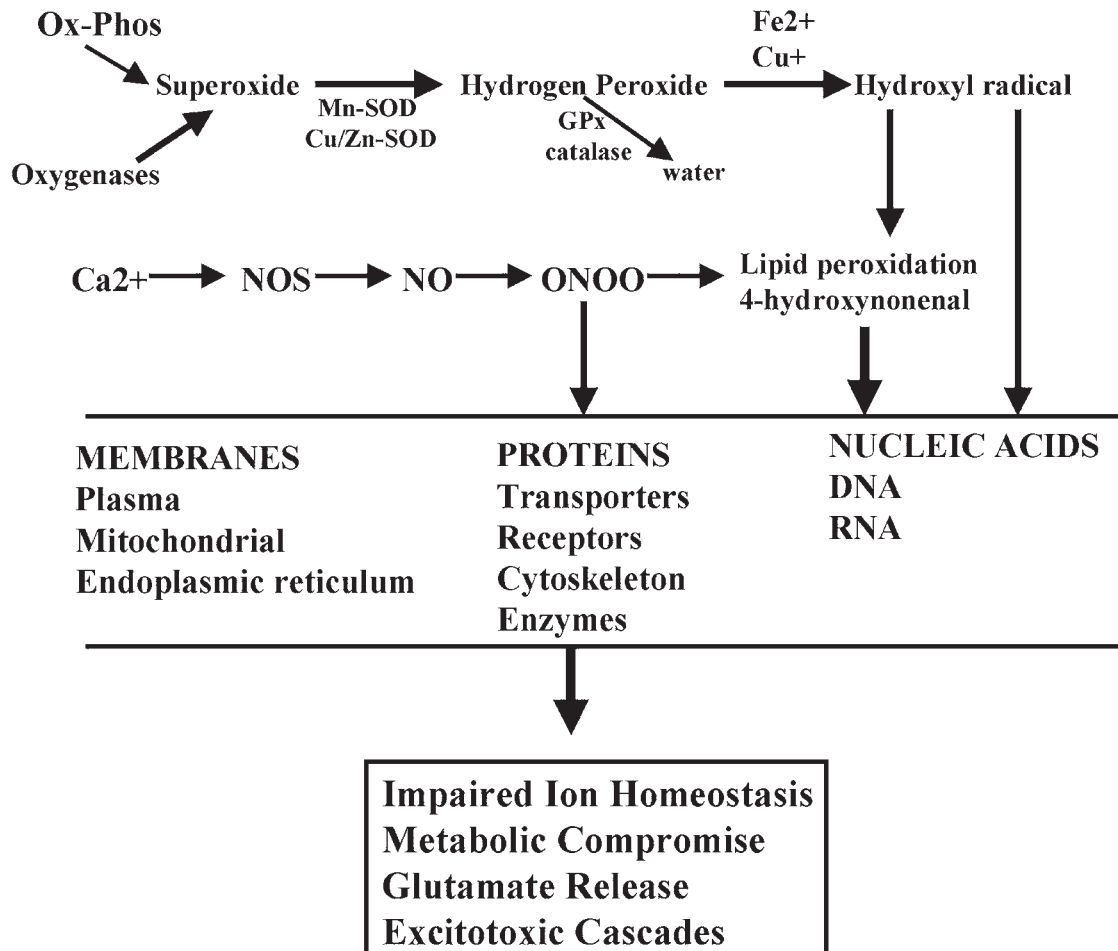 Ox-Phos
Fe2+
Cu+
Superoxide
Hydrogen Peroxide
Hydroxyl radical
Mn-SOD
Cu/Zn-SOD
GPx
catalase
water
Oxygenases
Ca2+
NOS
NO
ONOO
Lipid peroxidation
4-hydroxynonenal
MEMBRANES
Plasma
Mitochondrial
Endoplasmic reticulum
PROTEINS
Transporters
Receptors
Cytoskeleton
Enzymes
NUCLEIC ACIDS
DNA
RNA
Impaired Ion Homeostasis
Metabolic Compromise
Glutamate Release
Excitotoxic Cascades